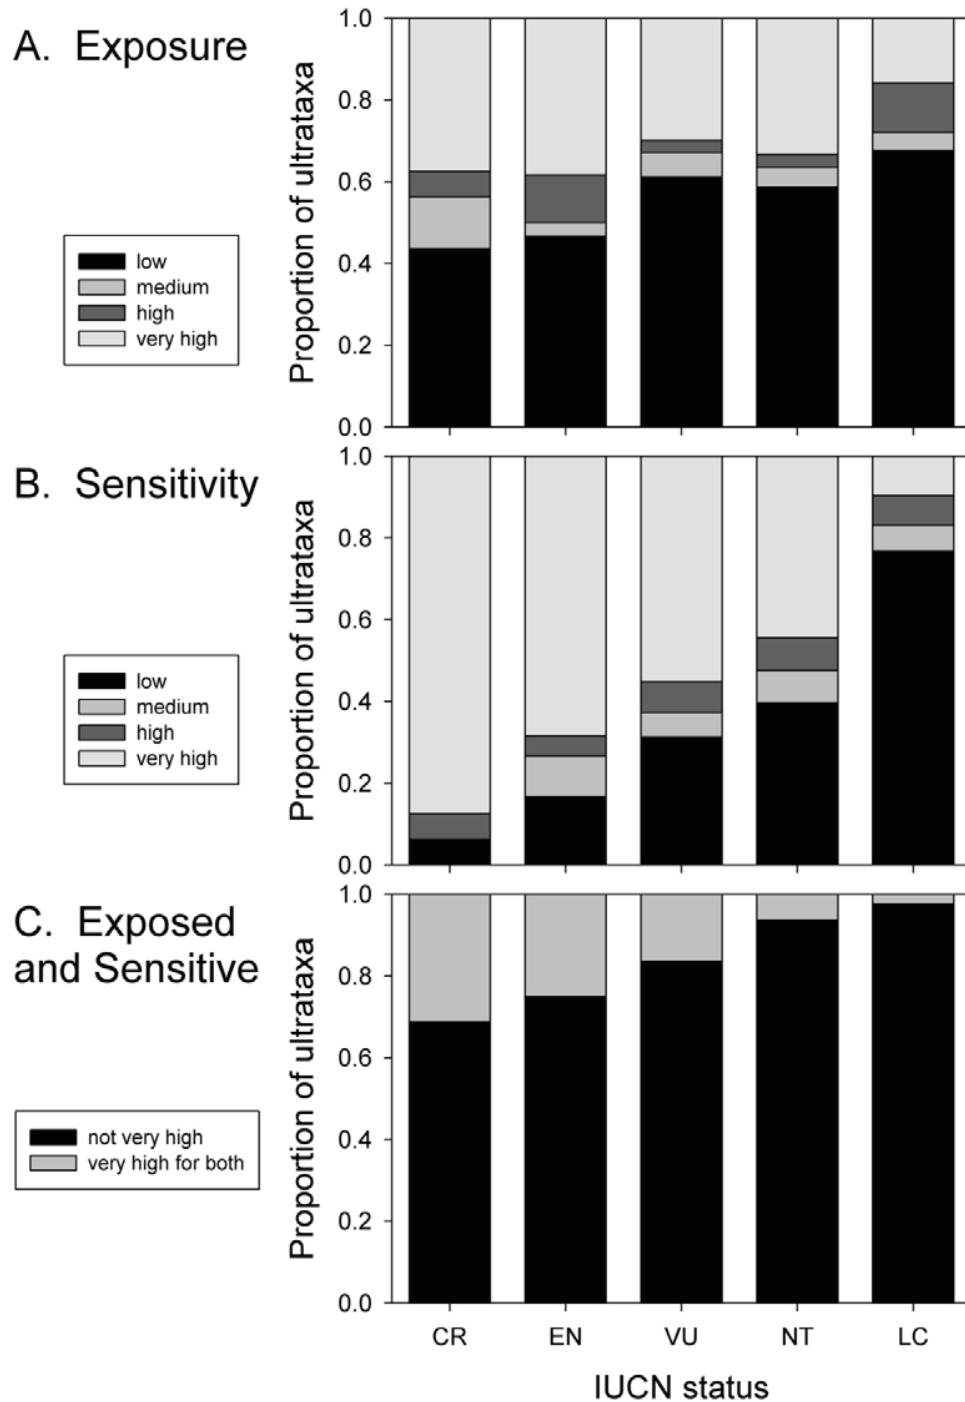 A. Exposure
low
medium
high
very high
Proportion of ultrataxa
1.0
0.8
0.6
0.4
0.2
0.0
B. Sensitivity
low
medium
high
very high
Proportion of ultrataxa
1.0
0.8
0.6
0.4
0.2
0.0
C. Exposed
and Sensitive
not very high
very high for both
Proportion of ultrataxa
1.0
0.8
0.6
0.4
0.2
0.0
CR EN VU NT LC
IUCN status